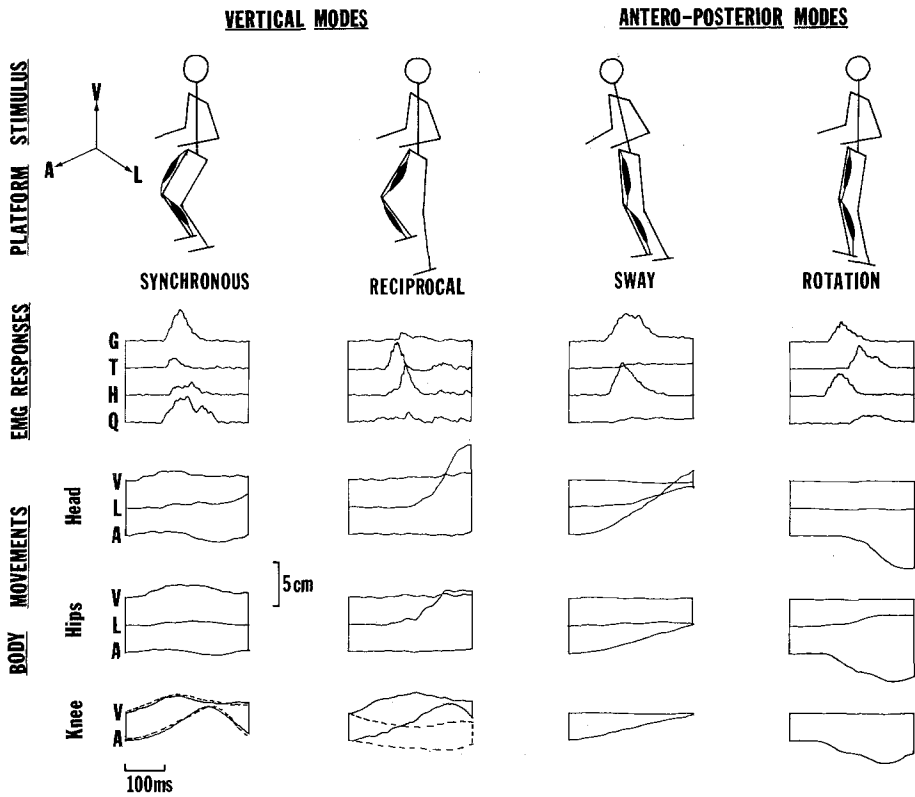 VERTICAL MODES
ANTERO-POSTERIOR MODES
PLATFORM STIMULUS
V
A
L
SYNCHRONOUS
RECIPROCAL
SWAY
ROTATION
EMG RESPONSES
G
T
H
Q
BODY MOVEMENTS
Head
V
L
A
5cm
Hips
V
L
A
Knee
V
A
100ms